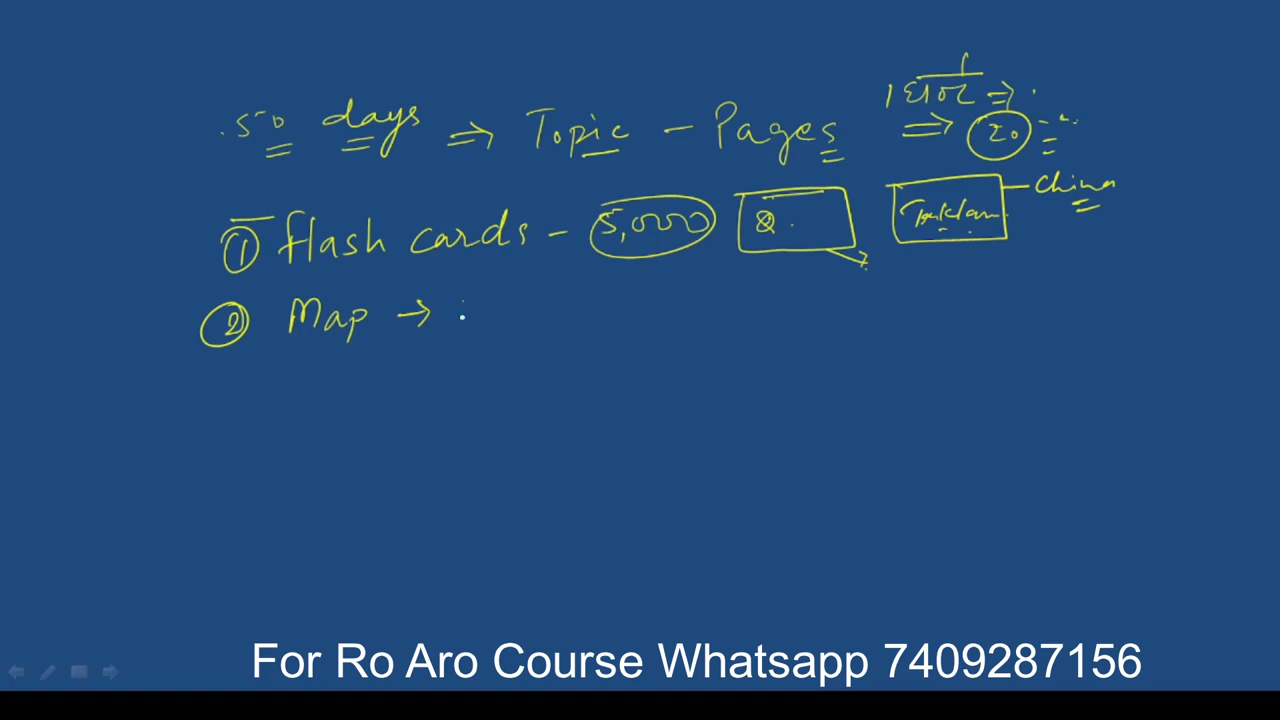 50 days ⇒ Topic - Pages ⇒ 20
① flash cards - 5,000 Q. Taklam China
② Map →
For Ro Aro Course Whatsapp 7409287156